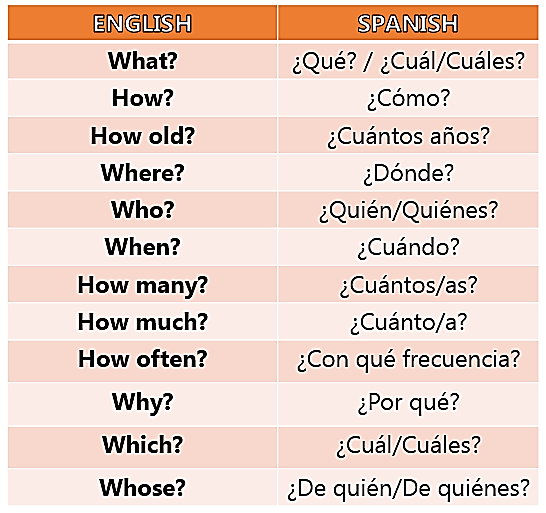 ENGLISH SPANISH
What? ¿Qué? / ¿Cuál/Cuáles?
How? ¿Cómo?
How old? ¿Cuántos años?
Where? ¿Dónde?
Who? ¿Quién/Quiénes?
When? ¿Cuándo?
How many? ¿Cuántos/as?
How much? ¿Cuánto/a?
How often? ¿Con qué frecuencia?
Why? ¿Por qué?
Which? ¿Cuál/Cuáles?
Whose? ¿De quién/De quiénes?